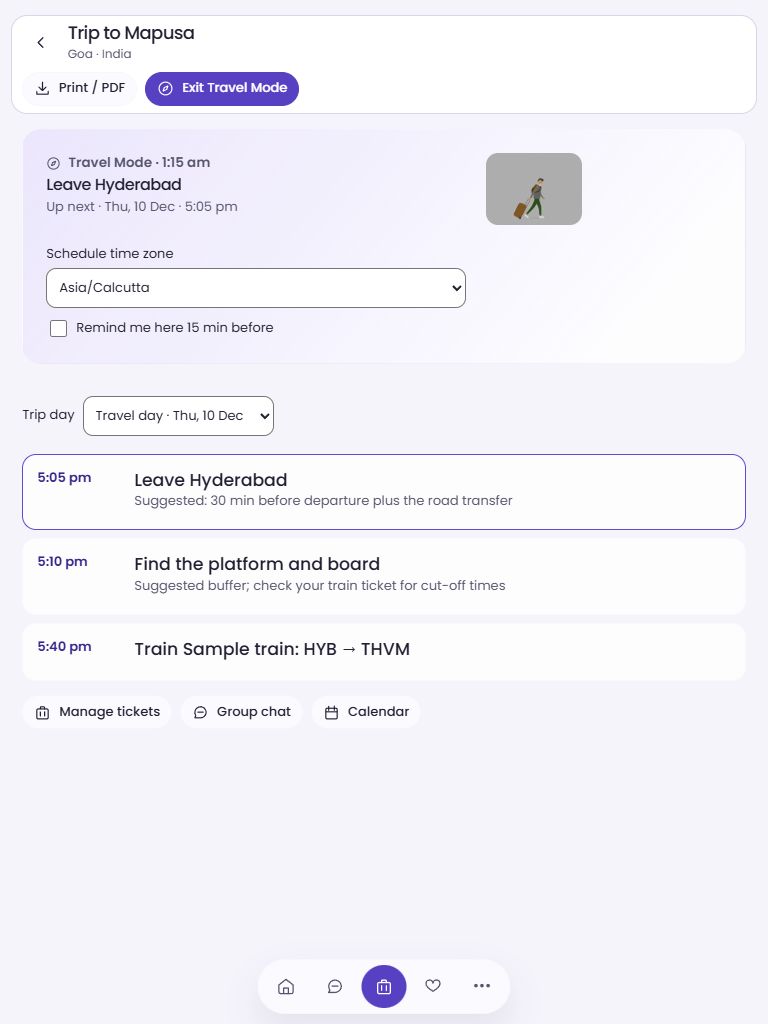 Trip to Mapusa
Goa · India
Print / PDF
Exit Travel Mode
Travel Mode · 1:15 am
Leave Hyderabad
Up next · Thu, 10 Dec · 5:05 pm
Schedule time zone
Asia/Calcutta
Remind me here 15 min before
Trip day
Travel day · Thu, 10 Dec
5:05 pm
Leave Hyderabad
Suggested: 30 min before departure plus the road transfer
5:10 pm
Find the platform and board
Suggested buffer; check your train ticket for cut-off times
5:40 pm
Train Sample train: HYB → THVM
Manage tickets
Group chat
Calendar